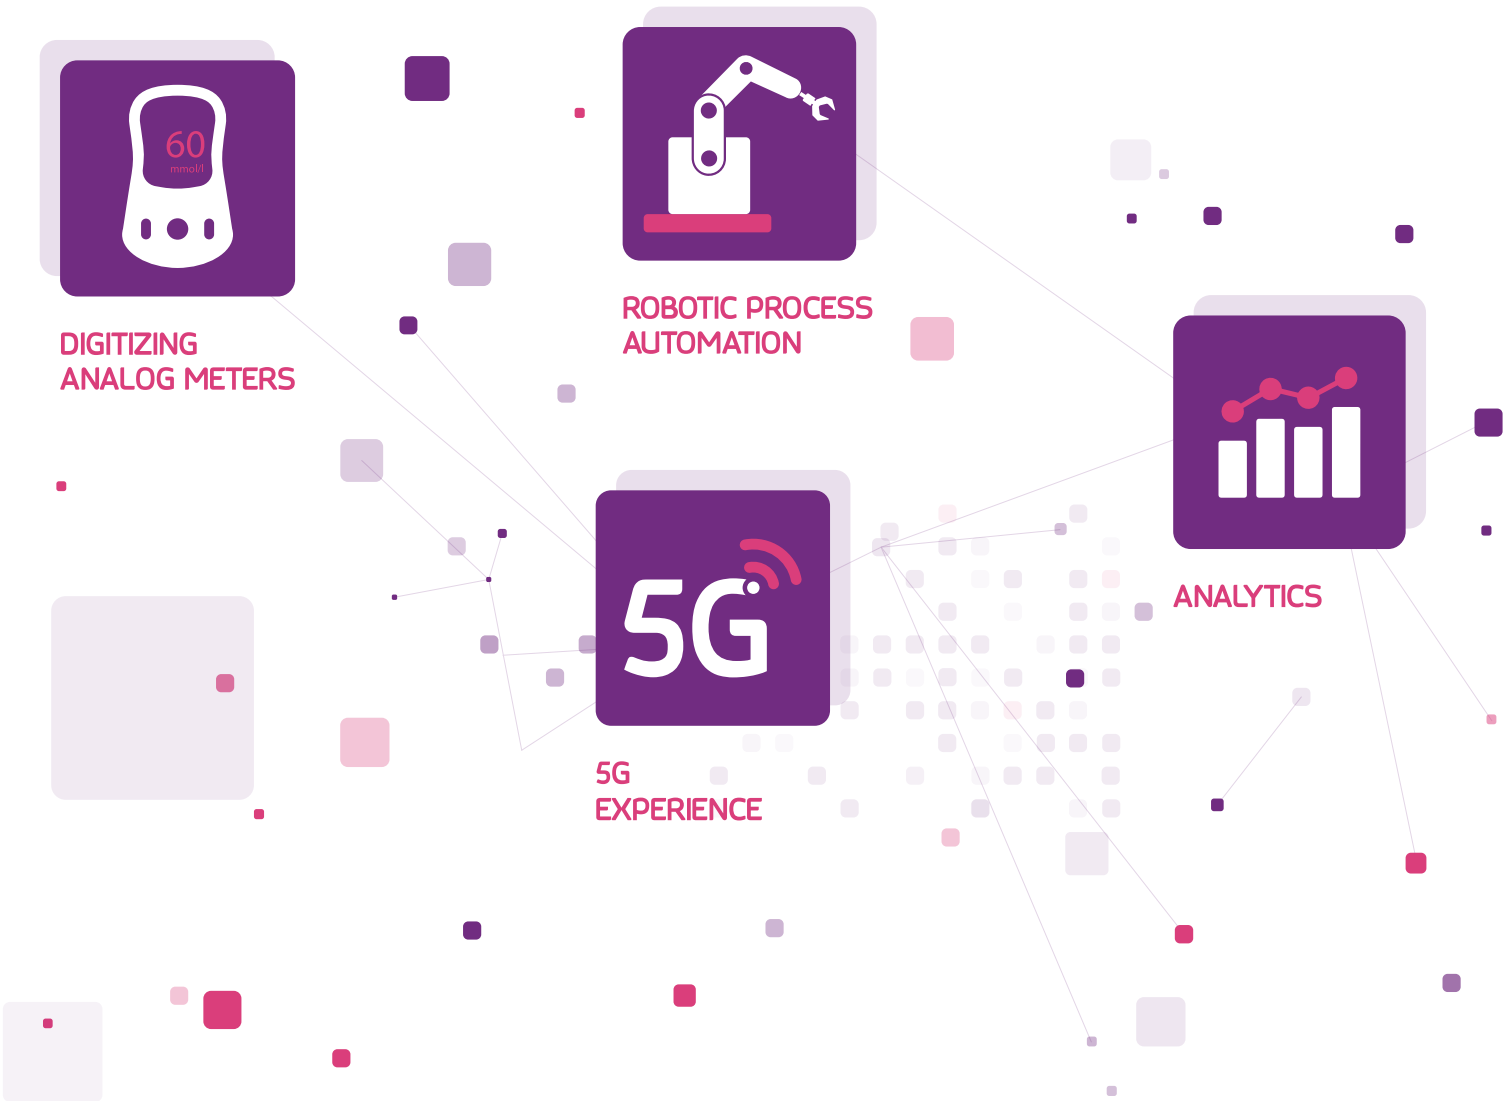 60
mmol/l
DIGITIZING
ANALOG METERS
ROBOTIC PROCESS
AUTOMATION
5G
5G
EXPERIENCE
ANALYTICS